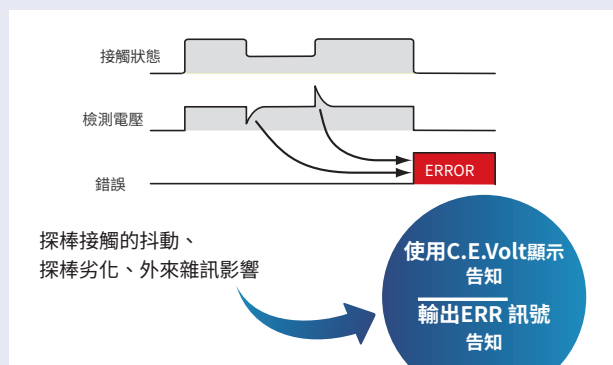 接觸狀態
檢測電壓
錯誤
ERROR
探棒接觸的抖動、
探棒劣化、外來雜訊影響
使用C.E.Volt顯示
告知
輸出ERR 訊號
告知